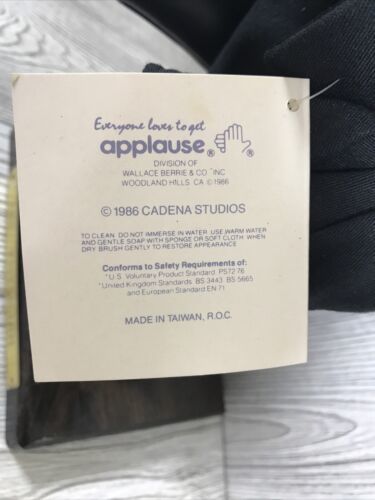 Everyone loves to get
applause® ®
DIVISION OF
WALLACE BERRIE & CO., INC
WOODLAND HILLS, CA © 1986
© 1986 CADENA STUDIOS
TO CLEAN: DO NOT IMMERSE IN WATER. USE WARM WATER
AND GENTLE SOAP WITH SPONGE OR SOFT CLOTH. WHEN
DRY BRUSH GENTLY TO RESTORE APPEARANCE
Conforms to Safety Requirements of:
*U.S. Voluntary Product Standard PS72 76
*United Kingdom Standards BS 3443 BS 5665
and European Standard EN 71
MADE IN TAIWAN, R.O.C.